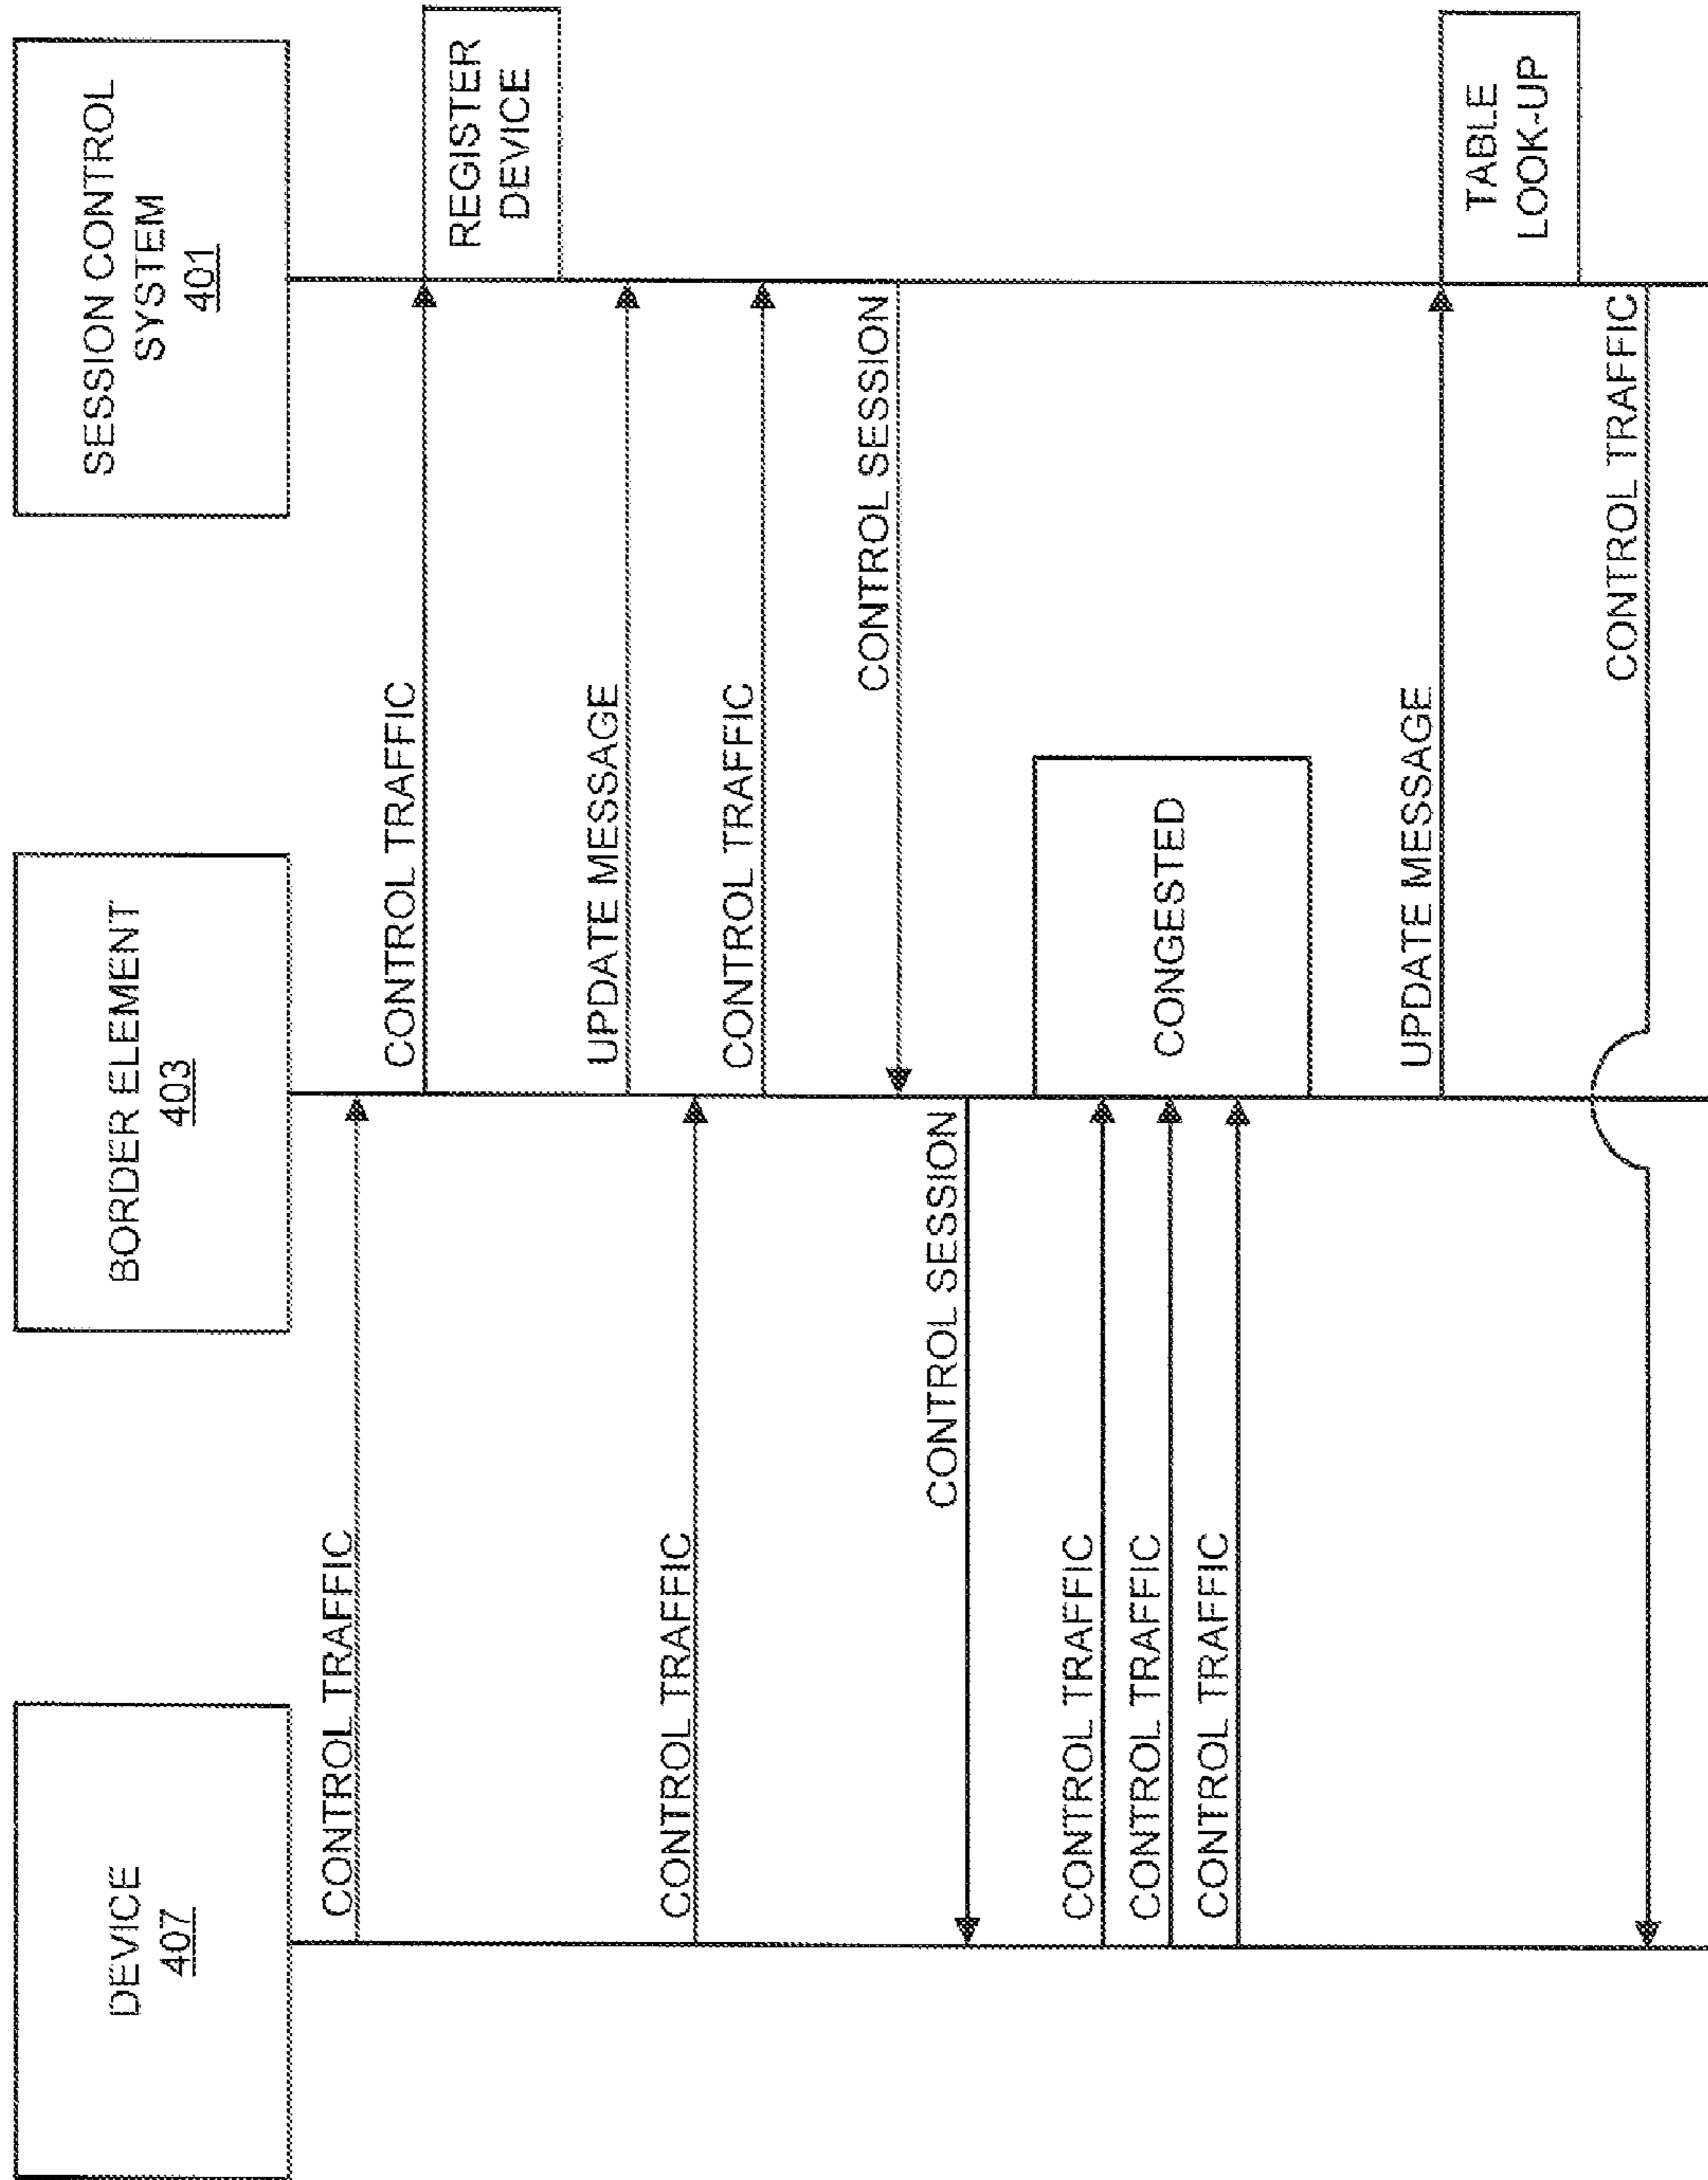 DEVICE
407
BORDER ELEMENT
403
SESSION CONTROL
SYSTEM
401
CONTROL TRAFFIC
CONTROL TRAFFIC
REGISTER
DEVICE
UPDATE MESSAGE
CONTROL TRAFFIC
CONTROL TRAFFIC
CONTROL SESSION
CONTROL SESSION
CONGESTED
CONTROL TRAFFIC
CONTROL TRAFFIC
CONTROL TRAFFIC
UPDATE MESSAGE
TABLE
LOOK-UP
CONTROL TRAFFIC